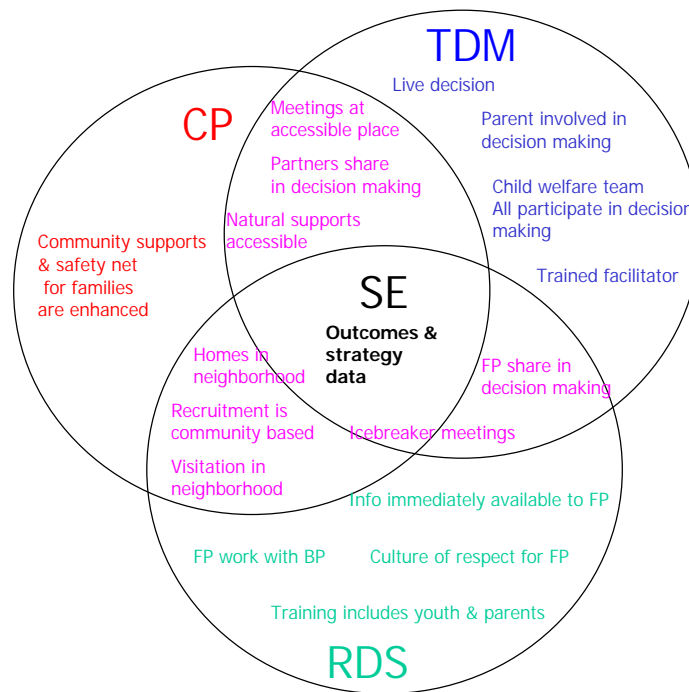 TDM
Live decision
CP
Meetings at
accessible place
Parent involved in
decision making
Partners share
in decision making
Child welfare team
All participate in decision
making
Natural supports
accessible
Community supports
& safety net
for families
are enhanced
Trained facilitator
SE
Outcomes &
strategy
data
Homes in
neighborhood
FP share in
decision making
Recruitment is
community based
Icebreaker meetings
Visitation in
neighborhood
Info immediately available to FP
FP work with BP
Culture of respect for FP
Training includes youth & parents
RDS